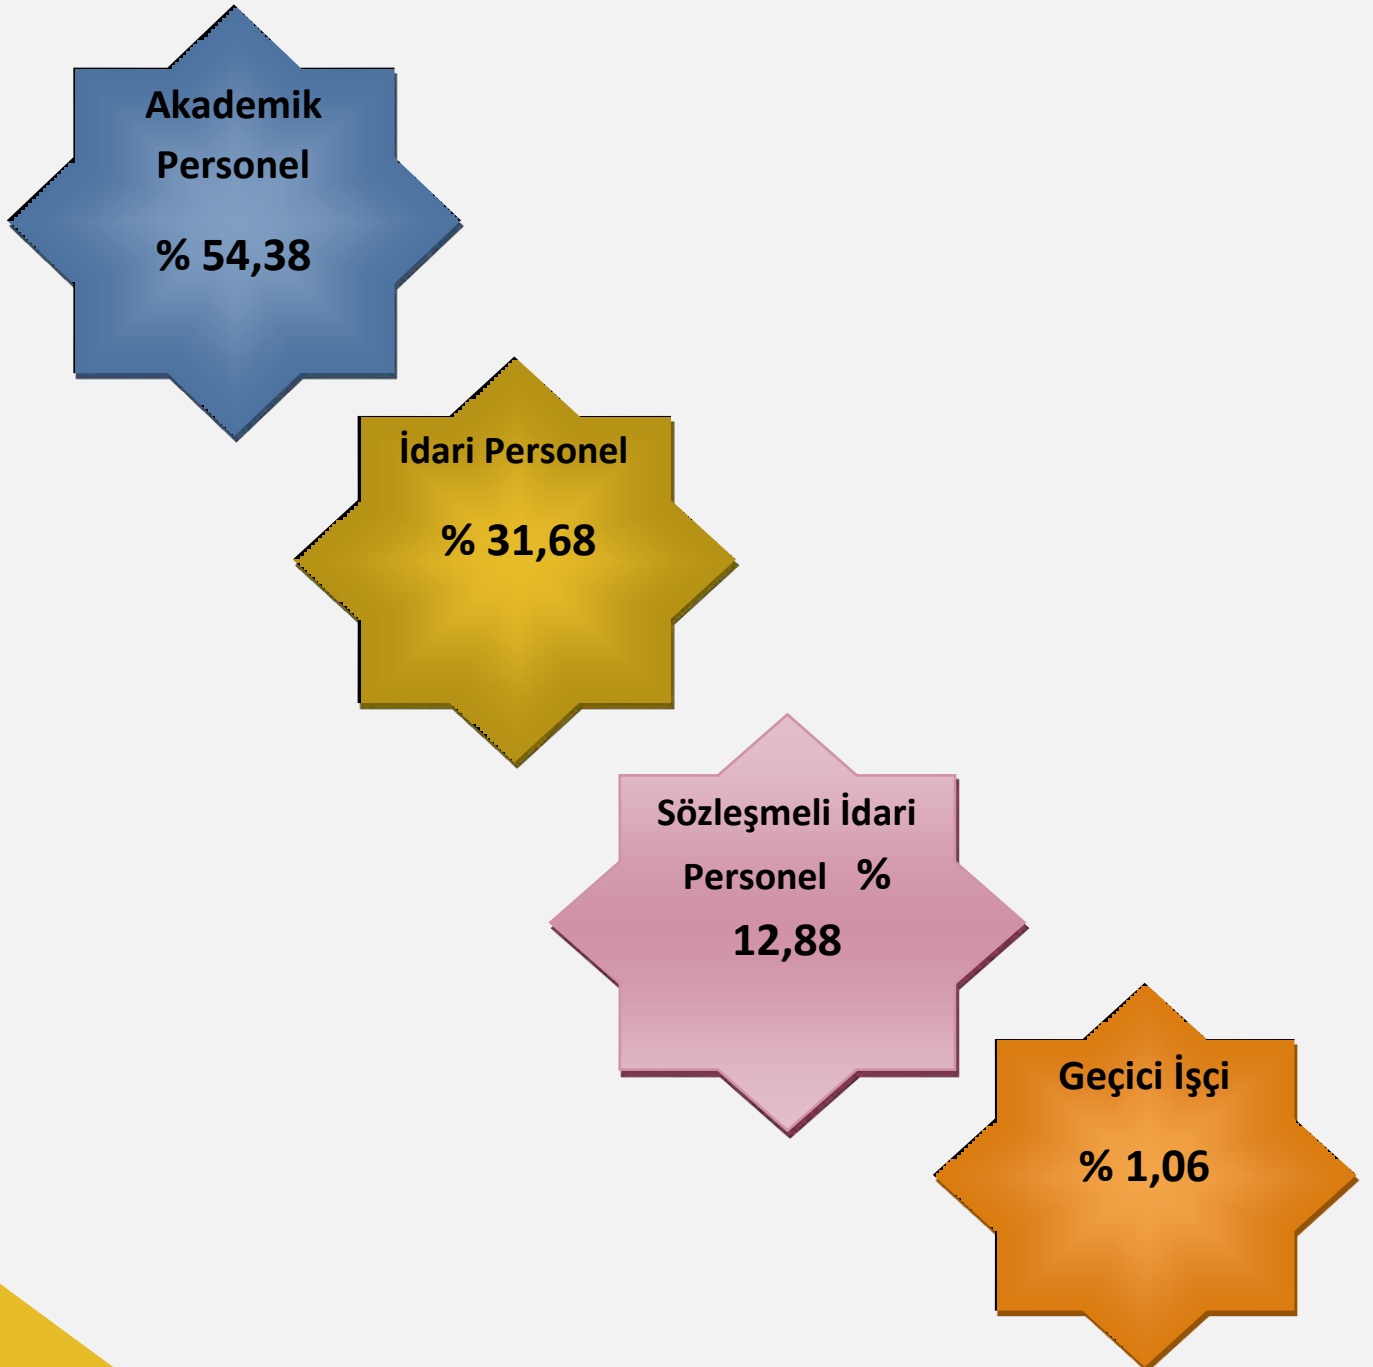 Akademik
Personel
% 54,38
İdari Personel
% 31,68
Sözleşmeli İdari
Personel %
12,88
Geçici İşçi
% 1,06